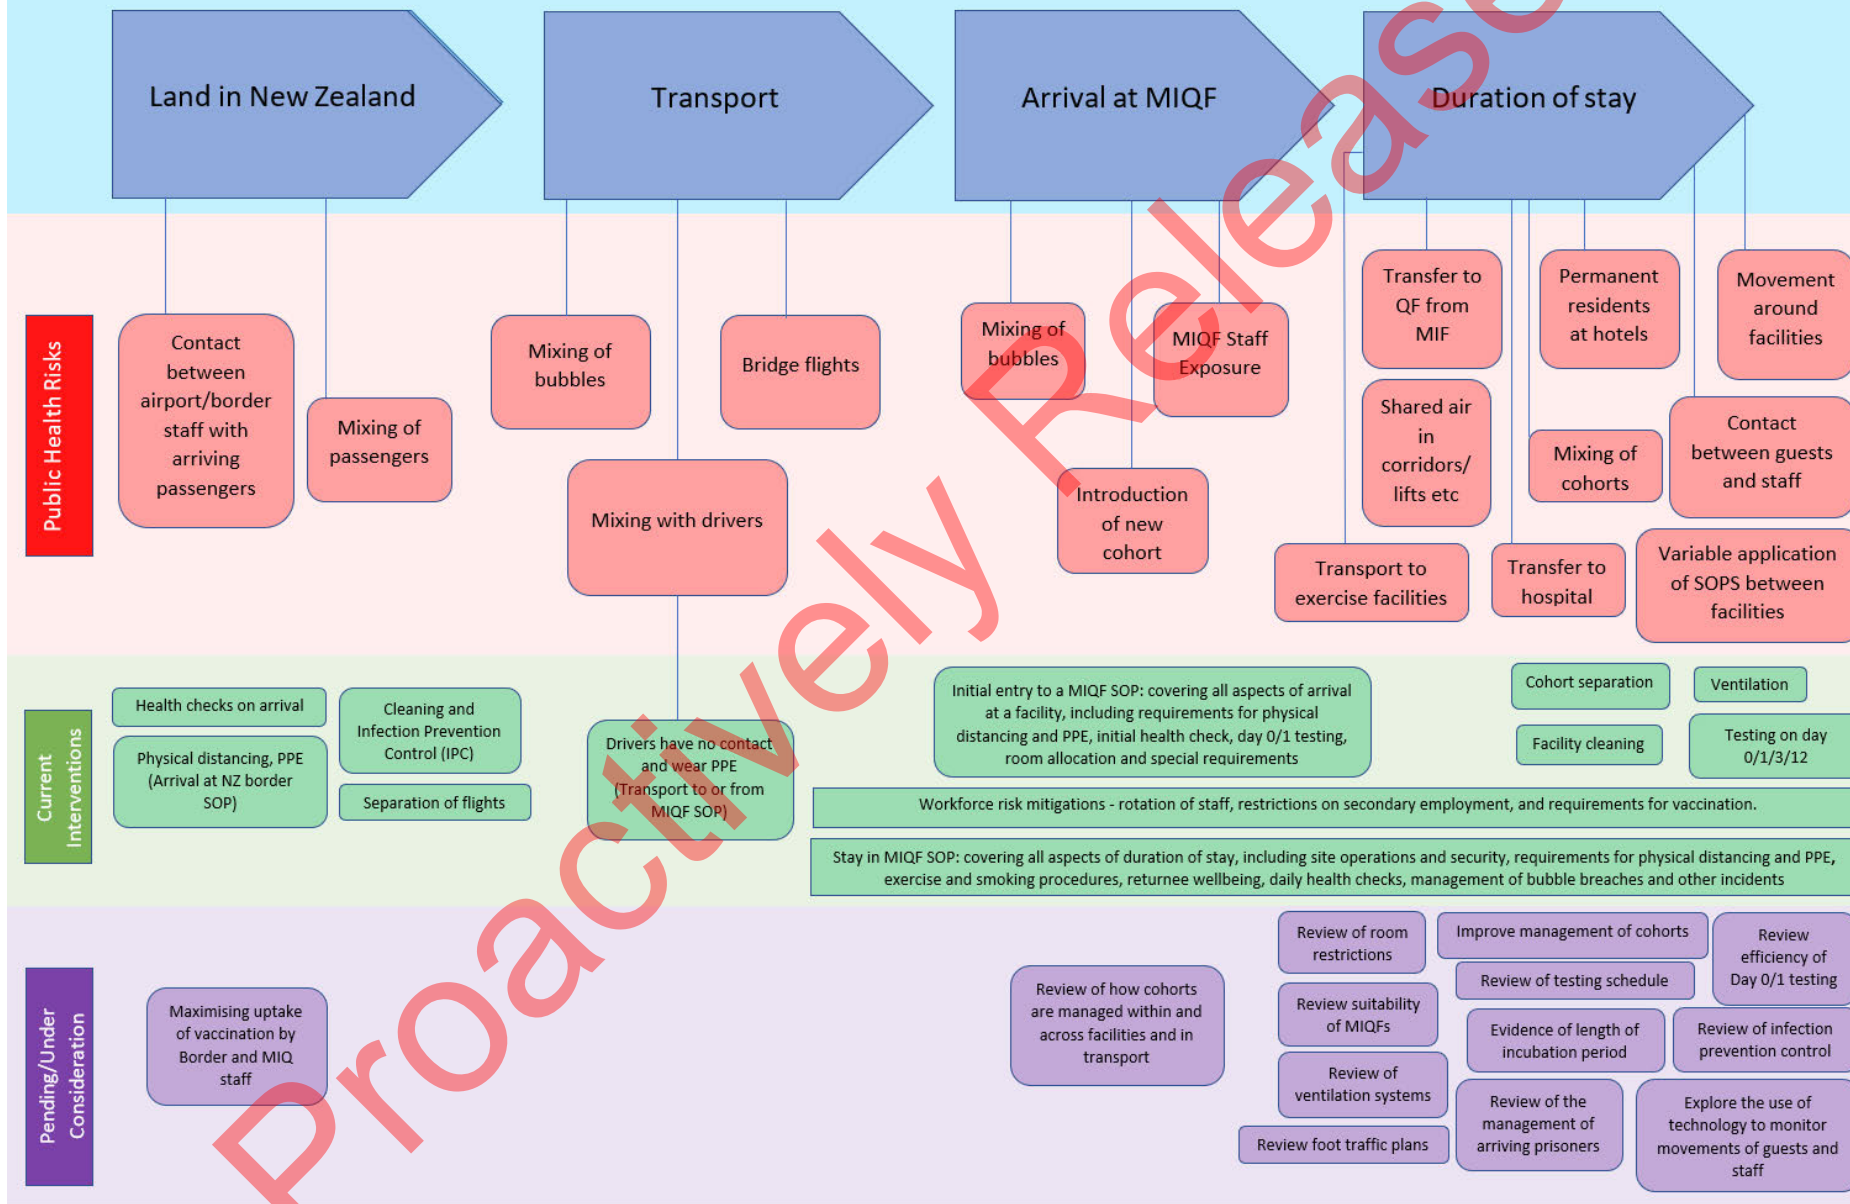 Land in New Zealand
Transport
Arrival at MIQF
Duration of stay
Public Health Risks
Contact
between
airport/border
staff with
arriving
passengers
Mixing of
passengers
Mixing of
bubbles
Mixing with drivers
Bridge flights
Mixing of
bubbles
Introduction
of new
cohort
MIQF Staff
Exposure
Transfer to
QF from
MIF
Permanent
residents
at hotels
Movement
around
facilities
Shared air
in
corridors/
lifts etc
Mixing of
cohorts
Contact
between guests
and staff
Transport to
exercise facilities
Transfer to
hospital
Variable application
of SOPS between
facilities
Current
Interventions
Health checks on arrival
Physical distancing, PPE
(Arrival at NZ border
SOP)
Cleaning and
Infection Prevention
Control (IPC)
Separation of flights
Drivers have no contact
and wear PPE
(Transport to or from
MIQF SOP)
Initial entry to a MIQF SOP: covering all aspects of arrival
at a facility, including requirements for physical
distancing and PPE, initial health check, day 0/1 testing,
room allocation and special requirements
Cohort separation
Ventilation
Facility cleaning
Testing on day
0/1/3/12
Workforce risk mitigations - rotation of staff, restrictions on secondary employment, and requirements for vaccination.
Stay in MIQF SOP: covering all aspects of duration of stay, including site operations and security, requirements for physical distancing and PPE,
exercise and smoking procedures, returnee wellbeing, daily health checks, management of bubble breaches and other incidents
Pending/Under
Consideration
Maximising uptake
of vaccination by
Border and MIQ
staff
Review of how cohorts
are managed within and
across facilities and in
transport
Review of room
restrictions
Improve management of cohorts
Review
efficiency of
Day 0/1 testing
Review of testing schedule
Review suitability
of MIQFs
Evidence of length of
incubation period
Review of infection
prevention control
Review of
ventilation systems
Review of the
management of
arriving prisoners
Explore the use of
technology to monitor
movements of guests and
staff
Review foot traffic plans
Proactively Release